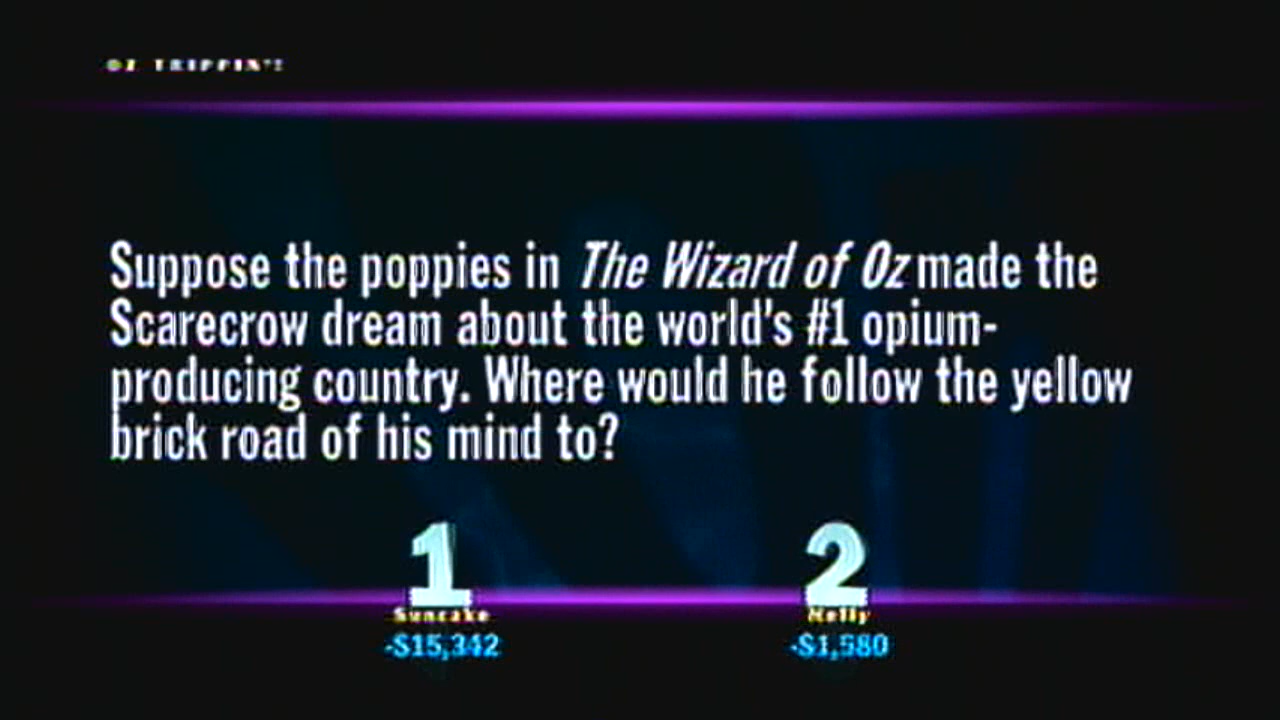 OZ TRIPPIN'!
Suppose the poppies in The Wizard of Oz made the
Scarecrow dream about the world's #1 opium-
producing country. Where would he follow the yellow
brick road of his mind to?
1 2
Suncake Nelly
-$15,342 -$1,580